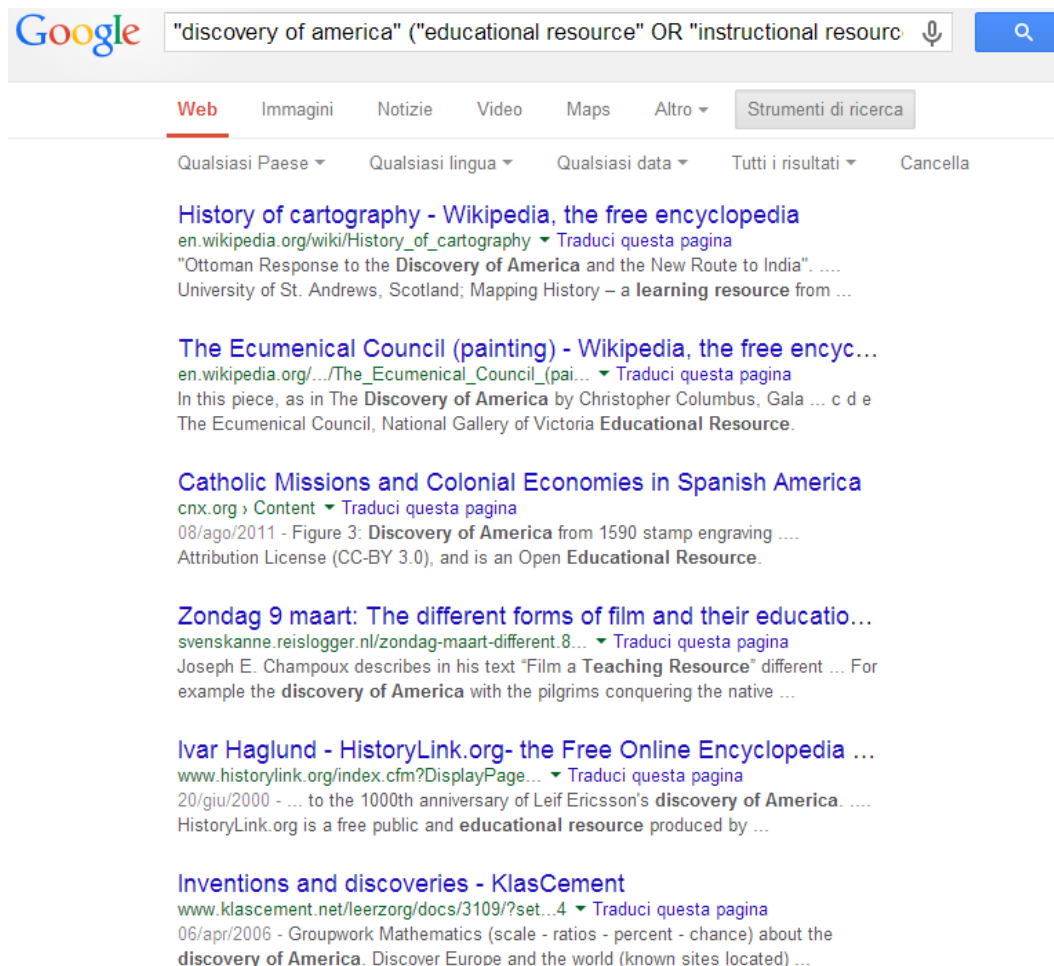 Google "discovery of america" ("educational resource" OR "instructional resourc
Web Immagini Notizie Video Maps Altro Strumenti di ricerca
Qualsiasi Paese Qualsiasi lingua Qualsiasi data Tutti i risultati Cancella
History of cartography - Wikipedia, the free encyclopedia
en.wikipedia.org/wiki/History_of_cartography Traduci questa pagina
"Ottoman Response to the Discovery of America and the New Route to India". ....
University of St. Andrews, Scotland; Mapping History – a learning resource from ...
The Ecumenical Council (painting) - Wikipedia, the free encyc...
en.wikipedia.org/.../The_Ecumenical_Council_(pai... Traduci questa pagina
In this piece, as in The Discovery of America by Christopher Columbus, Gala ... c d e
The Ecumenical Council, National Gallery of Victoria Educational Resource.
Catholic Missions and Colonial Economies in Spanish America
cnx.org › Content Traduci questa pagina
08/ago/2011 - Figure 3: Discovery of America from 1590 stamp engraving ....
Attribution License (CC-BY 3.0), and is an Open Educational Resource.
Zondag 9 maart: The different forms of film and their educatio...
svenskanne.reislogger.nl/zondag-maart-different.8... Traduci questa pagina
Joseph E. Champoux describes in his text “Film a Teaching Resource” different ... For
example the discovery of America with the pilgrims conquering the native ...
Ivar Haglund - HistoryLink.org- the Free Online Encyclopedia ...
www.historylink.org/index.cfm?DisplayPage... Traduci questa pagina
20/giu/2000 - ... to the 1000th anniversary of Leif Ericsson's discovery of America. ....
HistoryLink.org is a free public and educational resource produced by ...
Inventions and discoveries - KlasCement
www.klascement.net/leerzorg/docs/3109/?set...4 Traduci questa pagina
06/apr/2006 - Groupwork Mathematics (scale - ratios - percent - chance) about the
discovery of America. Discover Europe and the world (known sites located) ...